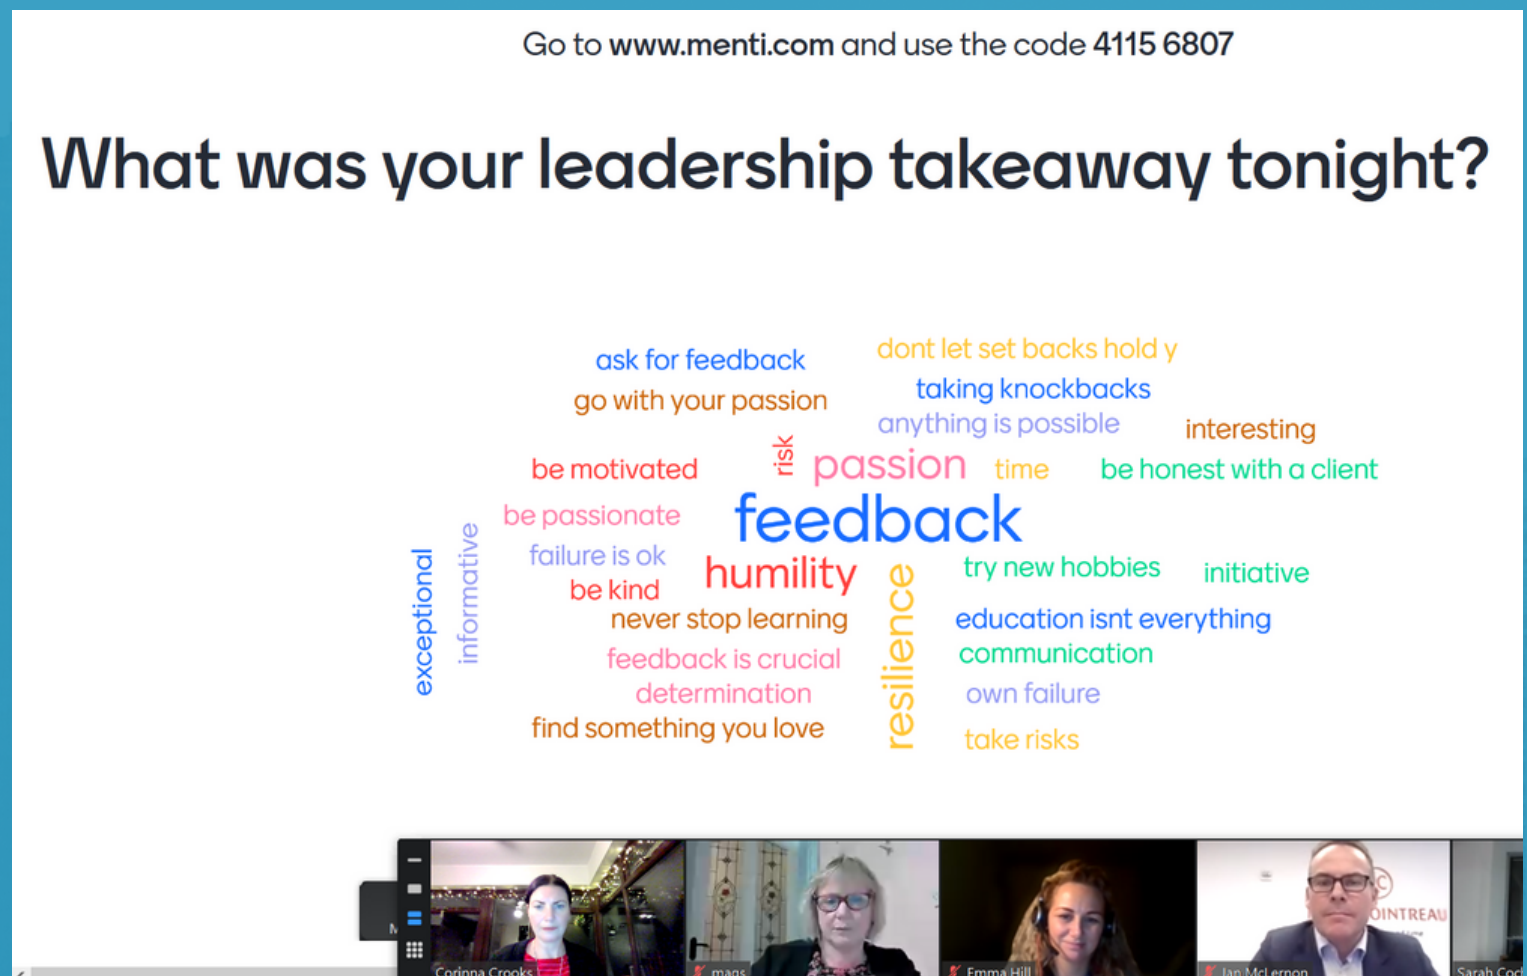 Go to www.menti.com and use the code 4115 6807
What was your leadership takeaway tonight?
ask for feedback
dont let set backs hold y
go with your passion
taking knockbacks
anything is possible
interesting
risk
be motivated
passion
time
be honest with a client
be passionate
feedback
exceptional
informative
failure is ok
humility
try new hobbies
initiative
be kind
resilience
never stop learning
education isnt everything
feedback is crucial
communication
determination
own failure
find something you love
take risks
M
OINTREAU
Corinna Crooks
mags
Emma Hill
Ian McLernon
Sarah Coc